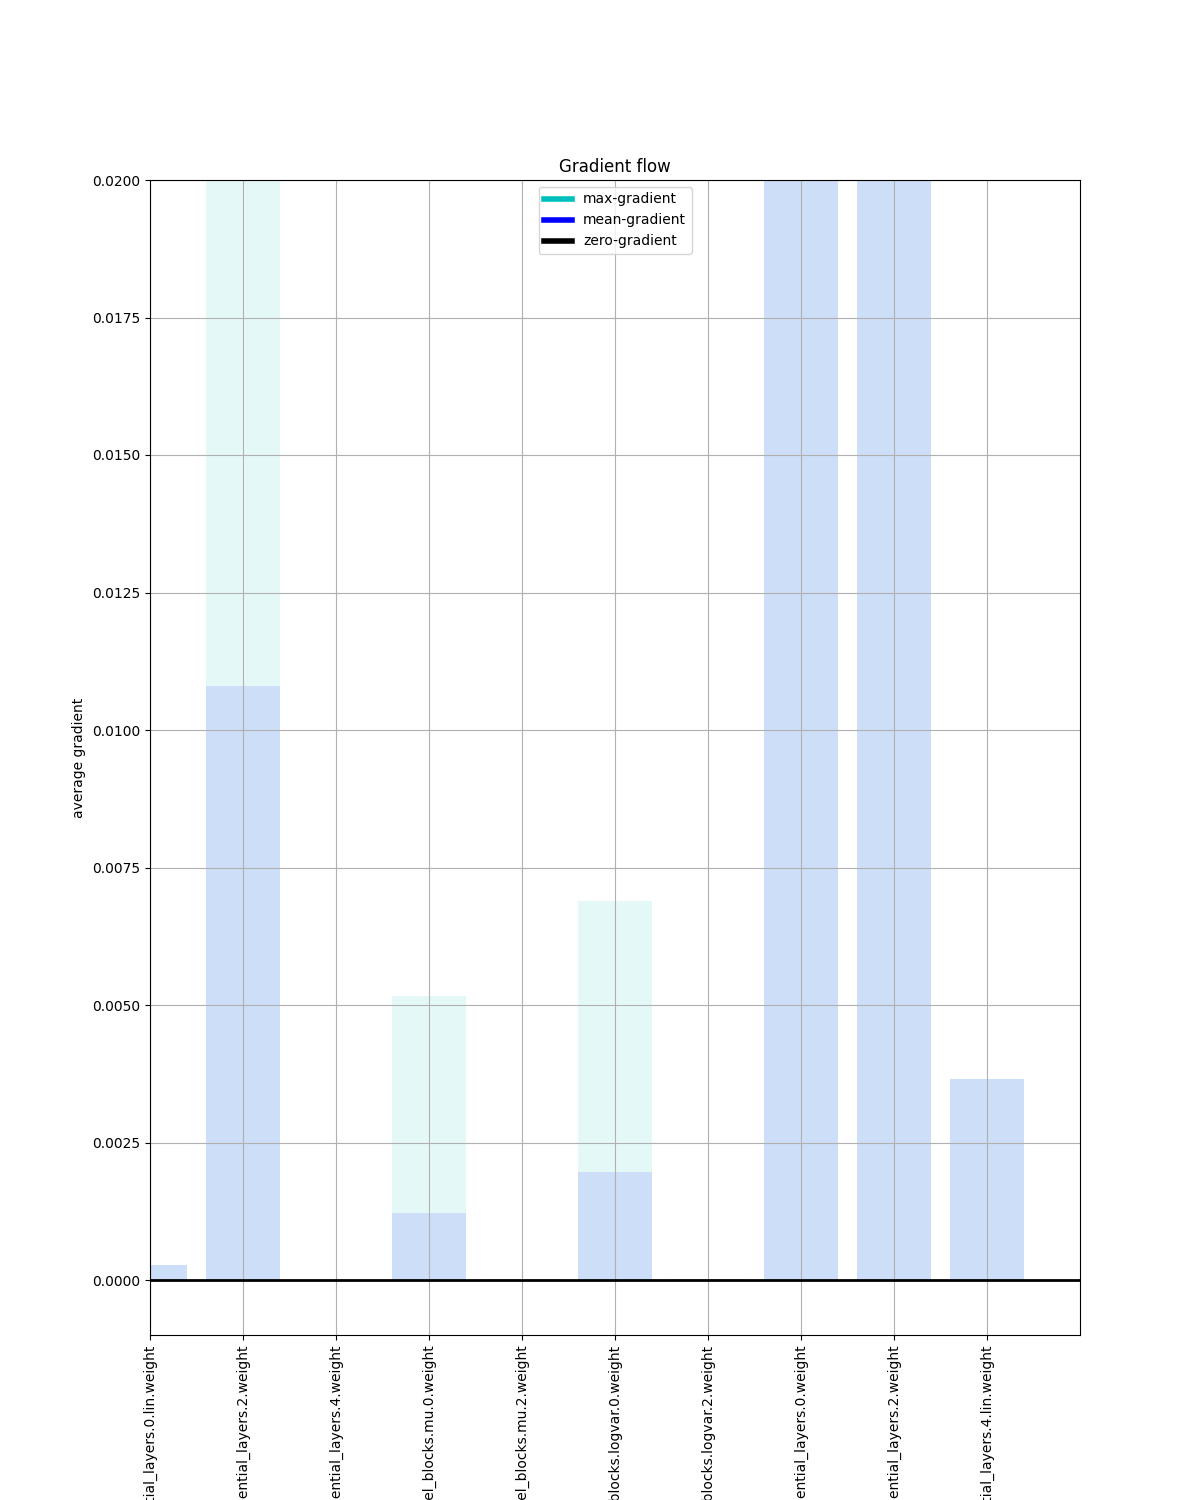 Gradient flow
max-gradient
mean-gradient
zero-gradient
0.0200
0.0175
0.0150
0.0125
0.0100
0.0075
0.0050
0.0025
0.0000
average gradient
tial_layers.0.lin.weight
ential_layers.2.weight
ential_layers.4.weight
el_blocks.mu.0.weight
el_blocks.mu.2.weight
blocks.logvar.0.weight
blocks.logvar.2.weight
ential_layers.0.weight
ential_layers.2.weight
tial_layers.4.lin.weight